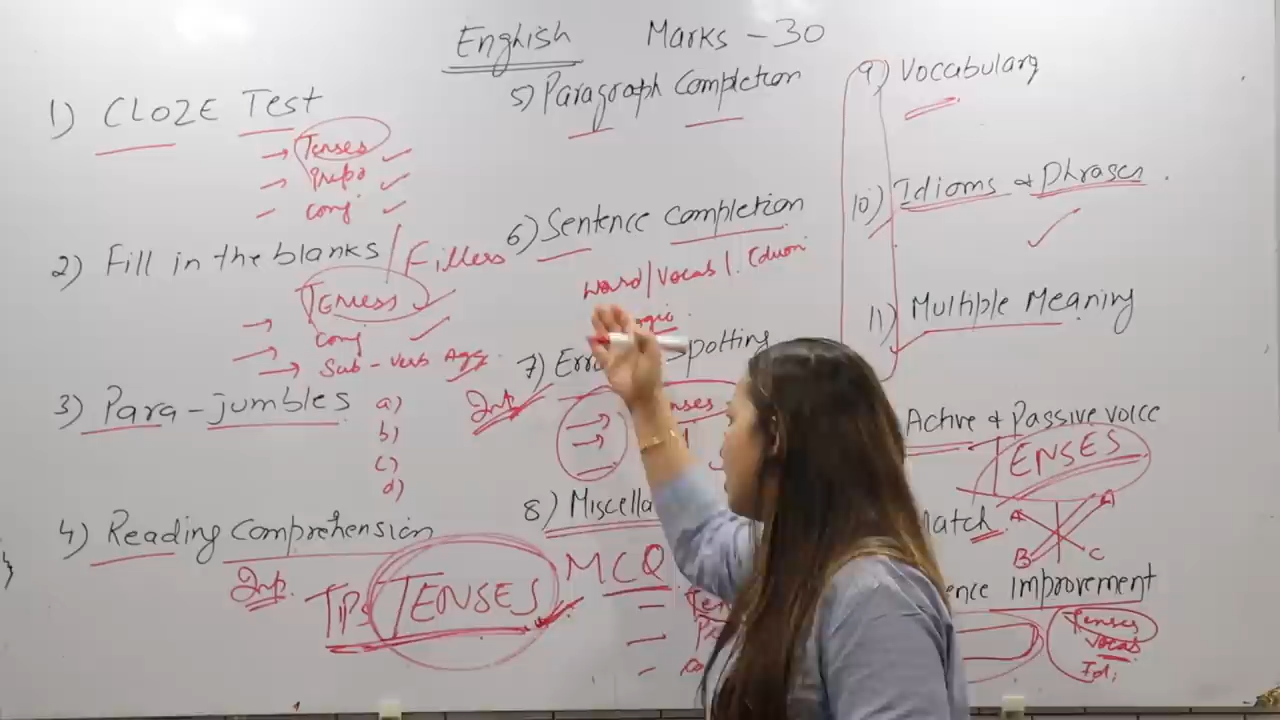 English Marks - 30
1) CLOZE Test
→ Tenses ✓
→ prepo ✓
- conj ✓
2) Fill in the blanks / Fillers
→ Tenses ✓
→ conj ✓
→ Sub - Verb Agg.
3) Para - jumbles a)
b)
c)
d)
4) Reading Comprehension
Imp.
TENSES
5) Paragraph Completion
6) Sentence Completion
word / Vocab /
7) Spotting
Imp
8) Miscella
MCQ
9) Vocabulary
10) Idioms & Phrases.
11) Multiple Meaning
Active & Passive voice
TENSES
Match A A
B C
ence improvement
Tenses
Vocab
Idi.